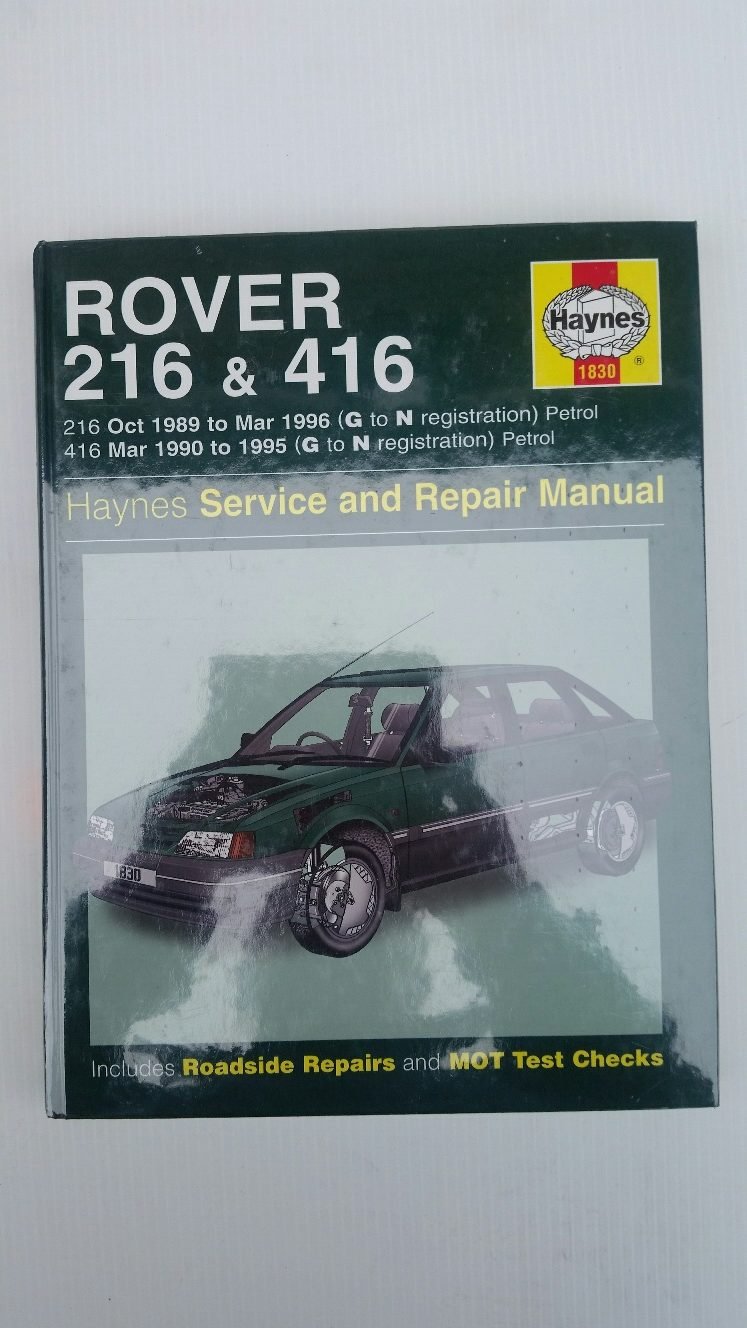 ROVER
216 & 416
216 Oct 1989 to Mar 1996 (G to N registration) Petrol
416 Mar 1990 to 1995 (G to N registration) Petrol
Haynes
®
1830
Haynes Service and Repair Manual
1830
Includes Roadside Repairs and MOT Test Checks